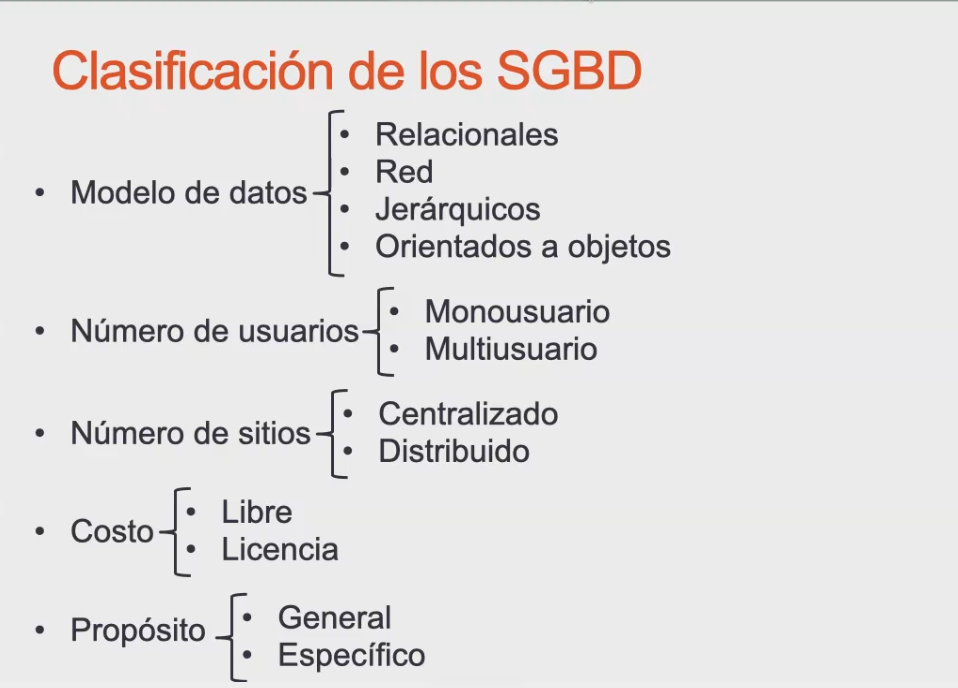 Clasificación de los SGBD
• Modelo de datos
• Relacionales
• Red
• Jerárquicos
• Orientados a objetos
• Número de usuarios
• Monousuario
• Multiusuario
• Número de sitios
• Centralizado
• Distribuido
• Costo
• Libre
• Licencia
• Propósito
• General
• Específico